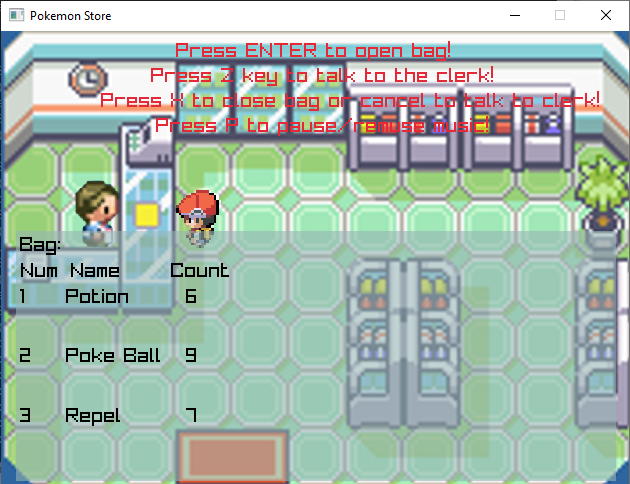 Pokemon Store
Press ENTER to open bag!
Press Z key to talk to the clerk!
Press X to close bag or cancel to talk to clerk!
Press P to pause/remuse music!
Bag:
Num Name Count
1 Potion 6
2 Poke Ball 9
3 Repel 7